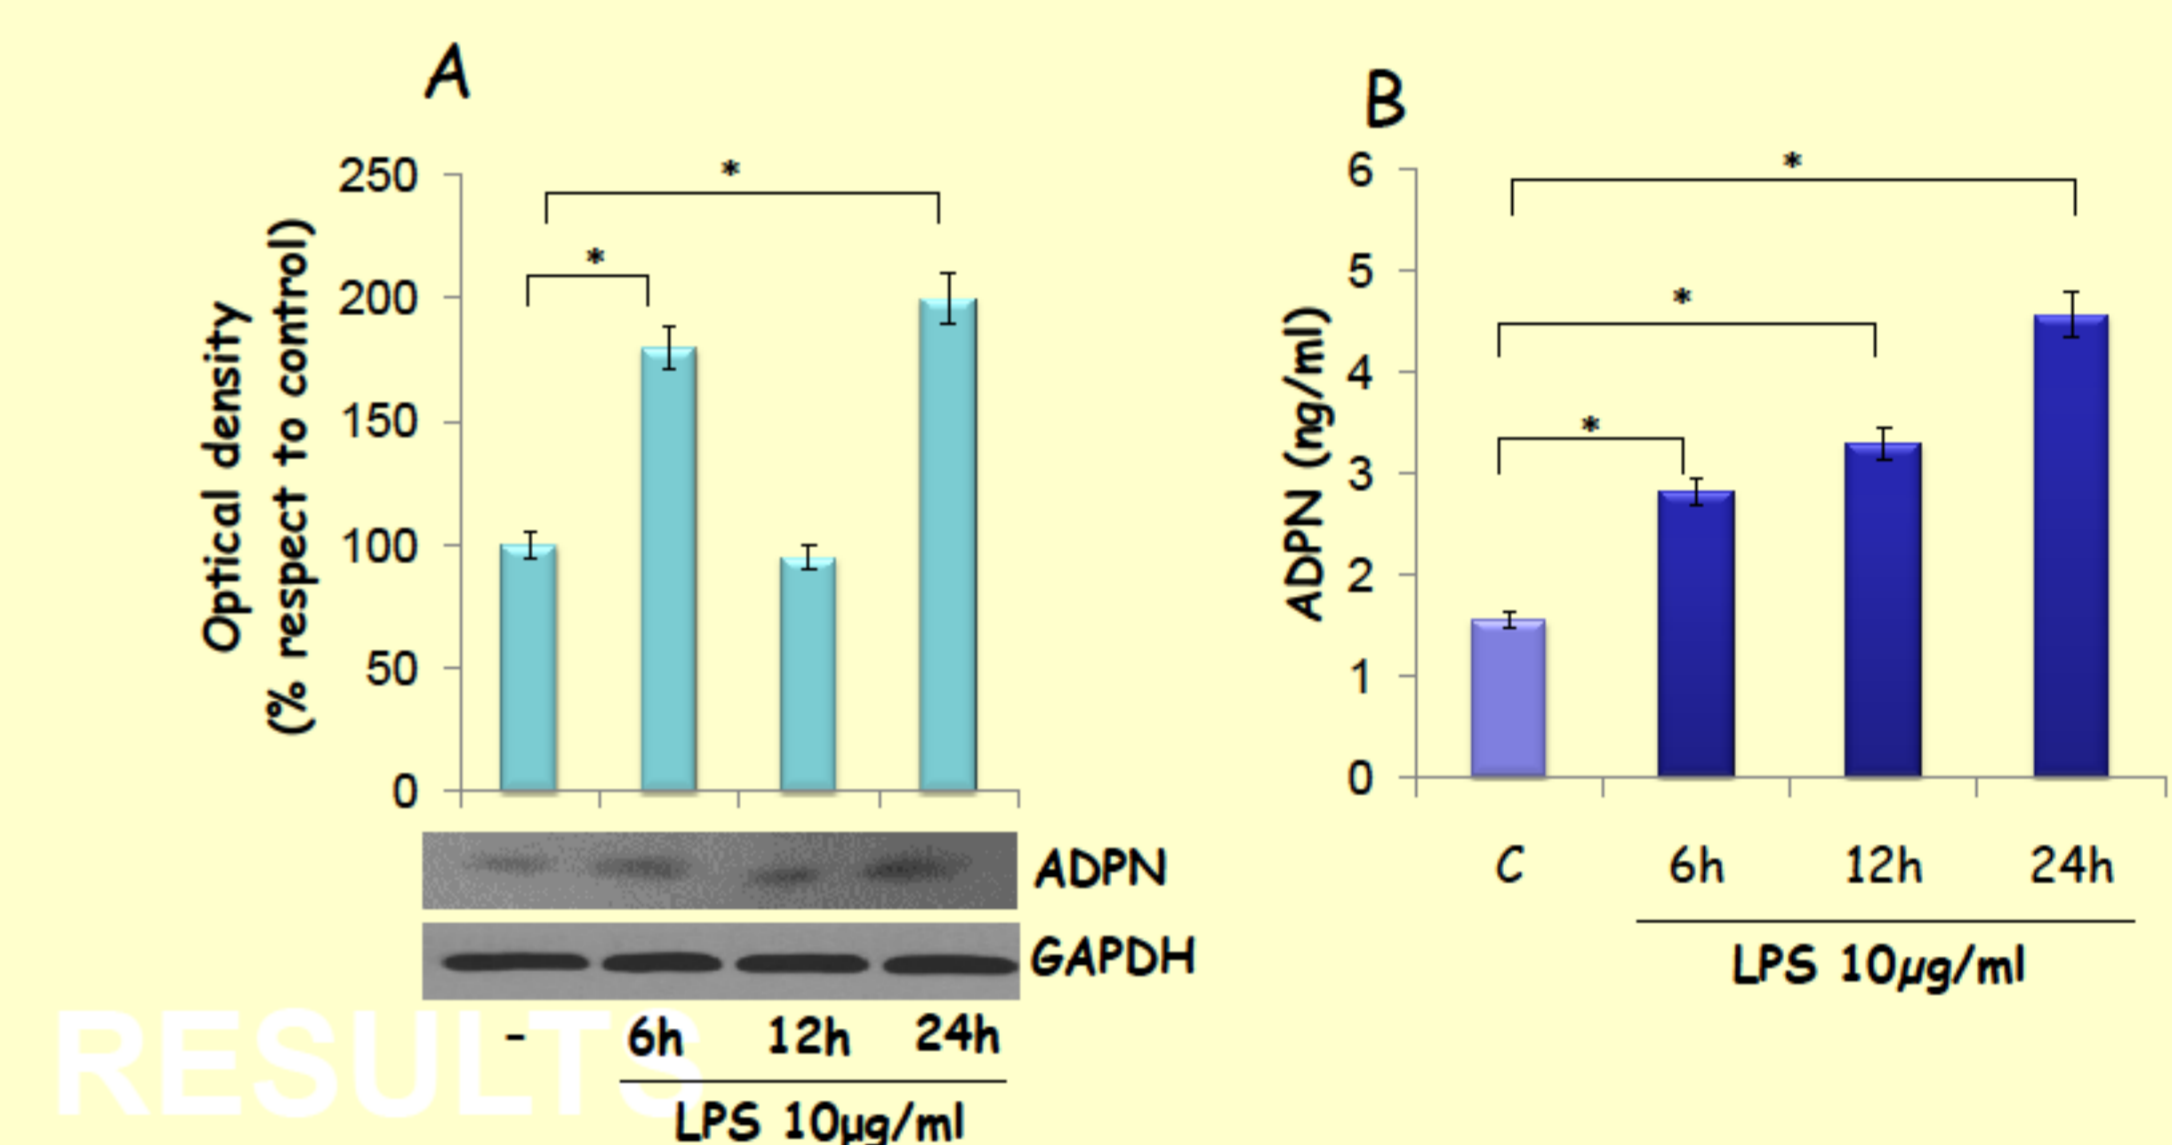 A
*
*
250
200
150
100
50
0
Optical density
(% respect to control)
ADPN
GAPDH
- 6h 12h 24h
LPS 10µg/ml
RESULTS
B
*
*
*
6
5
4
3
2
1
0
ADPN (ng/ml)
C 6h 12h 24h
LPS 10µg/ml